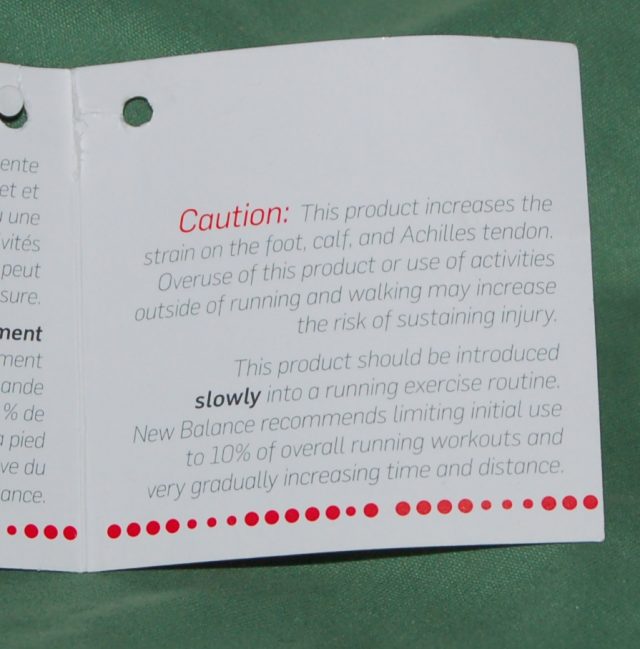 ente
et et
une
vités
peut
sure.
ment
ment
ande
% de
pied
ve du
ance.
Caution: This product increases the
strain on the foot, calf, and Achilles tendon.
Overuse of this product or use of activities
outside of running and walking may increase
the risk of sustaining injury.
This product should be introduced
slowly into a running exercise routine.
New Balance recommends limiting initial use
to 10% of overall running workouts and
very gradually increasing time and distance.